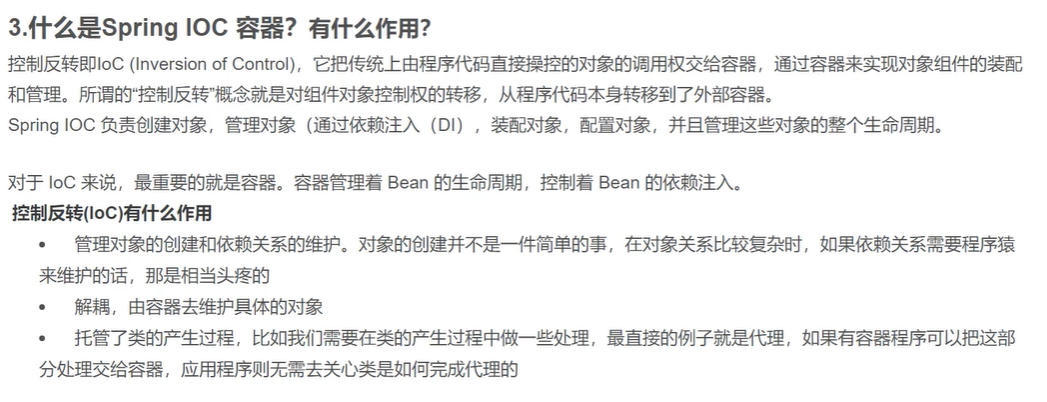 3.什么是Spring IOC 容器？有什么作用？
控制反转即IoC (Inversion of Control)，它把传统上由程序代码直接操控的对象的调用权交给容器，通过容器来实现对象组件的装配
和管理。所谓的“控制反转”概念就是对组件对象控制权的转移，从程序代码本身转移到了外部容器。
Spring IOC 负责创建对象，管理对象（通过依赖注入（DI），装配对象，配置对象，并且管理这些对象的整个生命周期。
对于 IoC 来说，最重要的就是容器。容器管理着 Bean 的生命周期，控制着 Bean 的依赖注入。
控制反转(IoC)有什么作用
• 管理对象的创建和依赖关系的维护。对象的创建并不是一件简单的事，在对象关系比较复杂时，如果依赖关系需要程序猿
来维护的话，那是相当头疼的
• 解耦，由容器去维护具体的对象
• 托管了类的产生过程，比如我们需要在类的产生过程中做一些处理，最直接的例子就是代理，如果有容器程序可以把这部
分处理交给容器，应用程序则无需去关心类是如何完成代理的